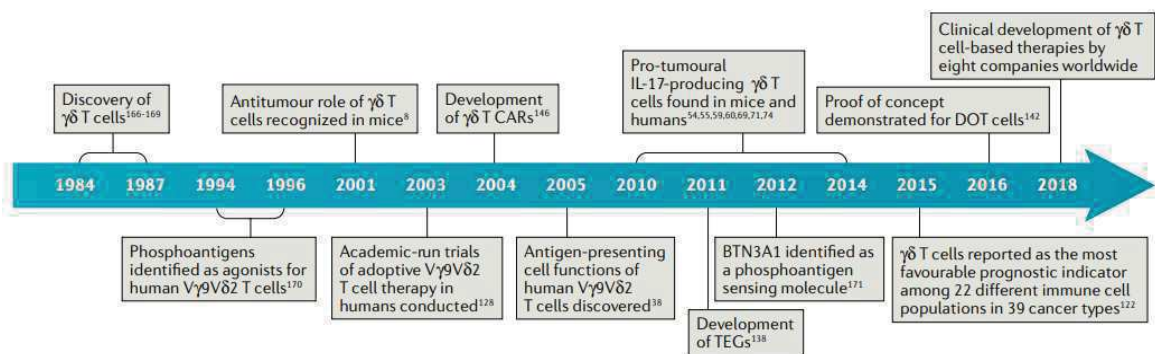 Discovery of
γδ T cells¹⁶⁶⁻¹⁶⁹
Antitumour role of γδ T
cells recognized in mice⁸
Development
of γδ T CARs¹⁴⁶
Pro-tumoural
IL-17-producing γδ T
cells found in mice and
humans⁵⁴,⁵⁵,⁵⁹,⁶⁰,⁶⁹,⁷¹,⁷⁴
Proof of concept
demonstrated for DOT cells¹⁴²
Clinical development of γδ T
cell-based therapies by
eight companies worldwide
1984 1987 1994 1996 2001 2003 2004 2005 2010 2011 2012 2014 2015 2016 2018
Phosphoantigens
identified as agonists for
human Vγ9Vδ2 T cells¹⁷⁰
Academic-run trials
of adoptive Vγ9Vδ2
T cell therapy in
humans conducted¹²⁸
Antigen-presenting
cell functions of
human Vγ9Vδ2
T cells discovered³⁸
Development
of TEGs¹³⁸
BTN3A1 identified as
a phosphoantigen
sensing molecule¹⁷¹
γδ T cells reported as the most
favourable prognostic indicator
among 22 different immune cell
populations in 39 cancer types¹²²